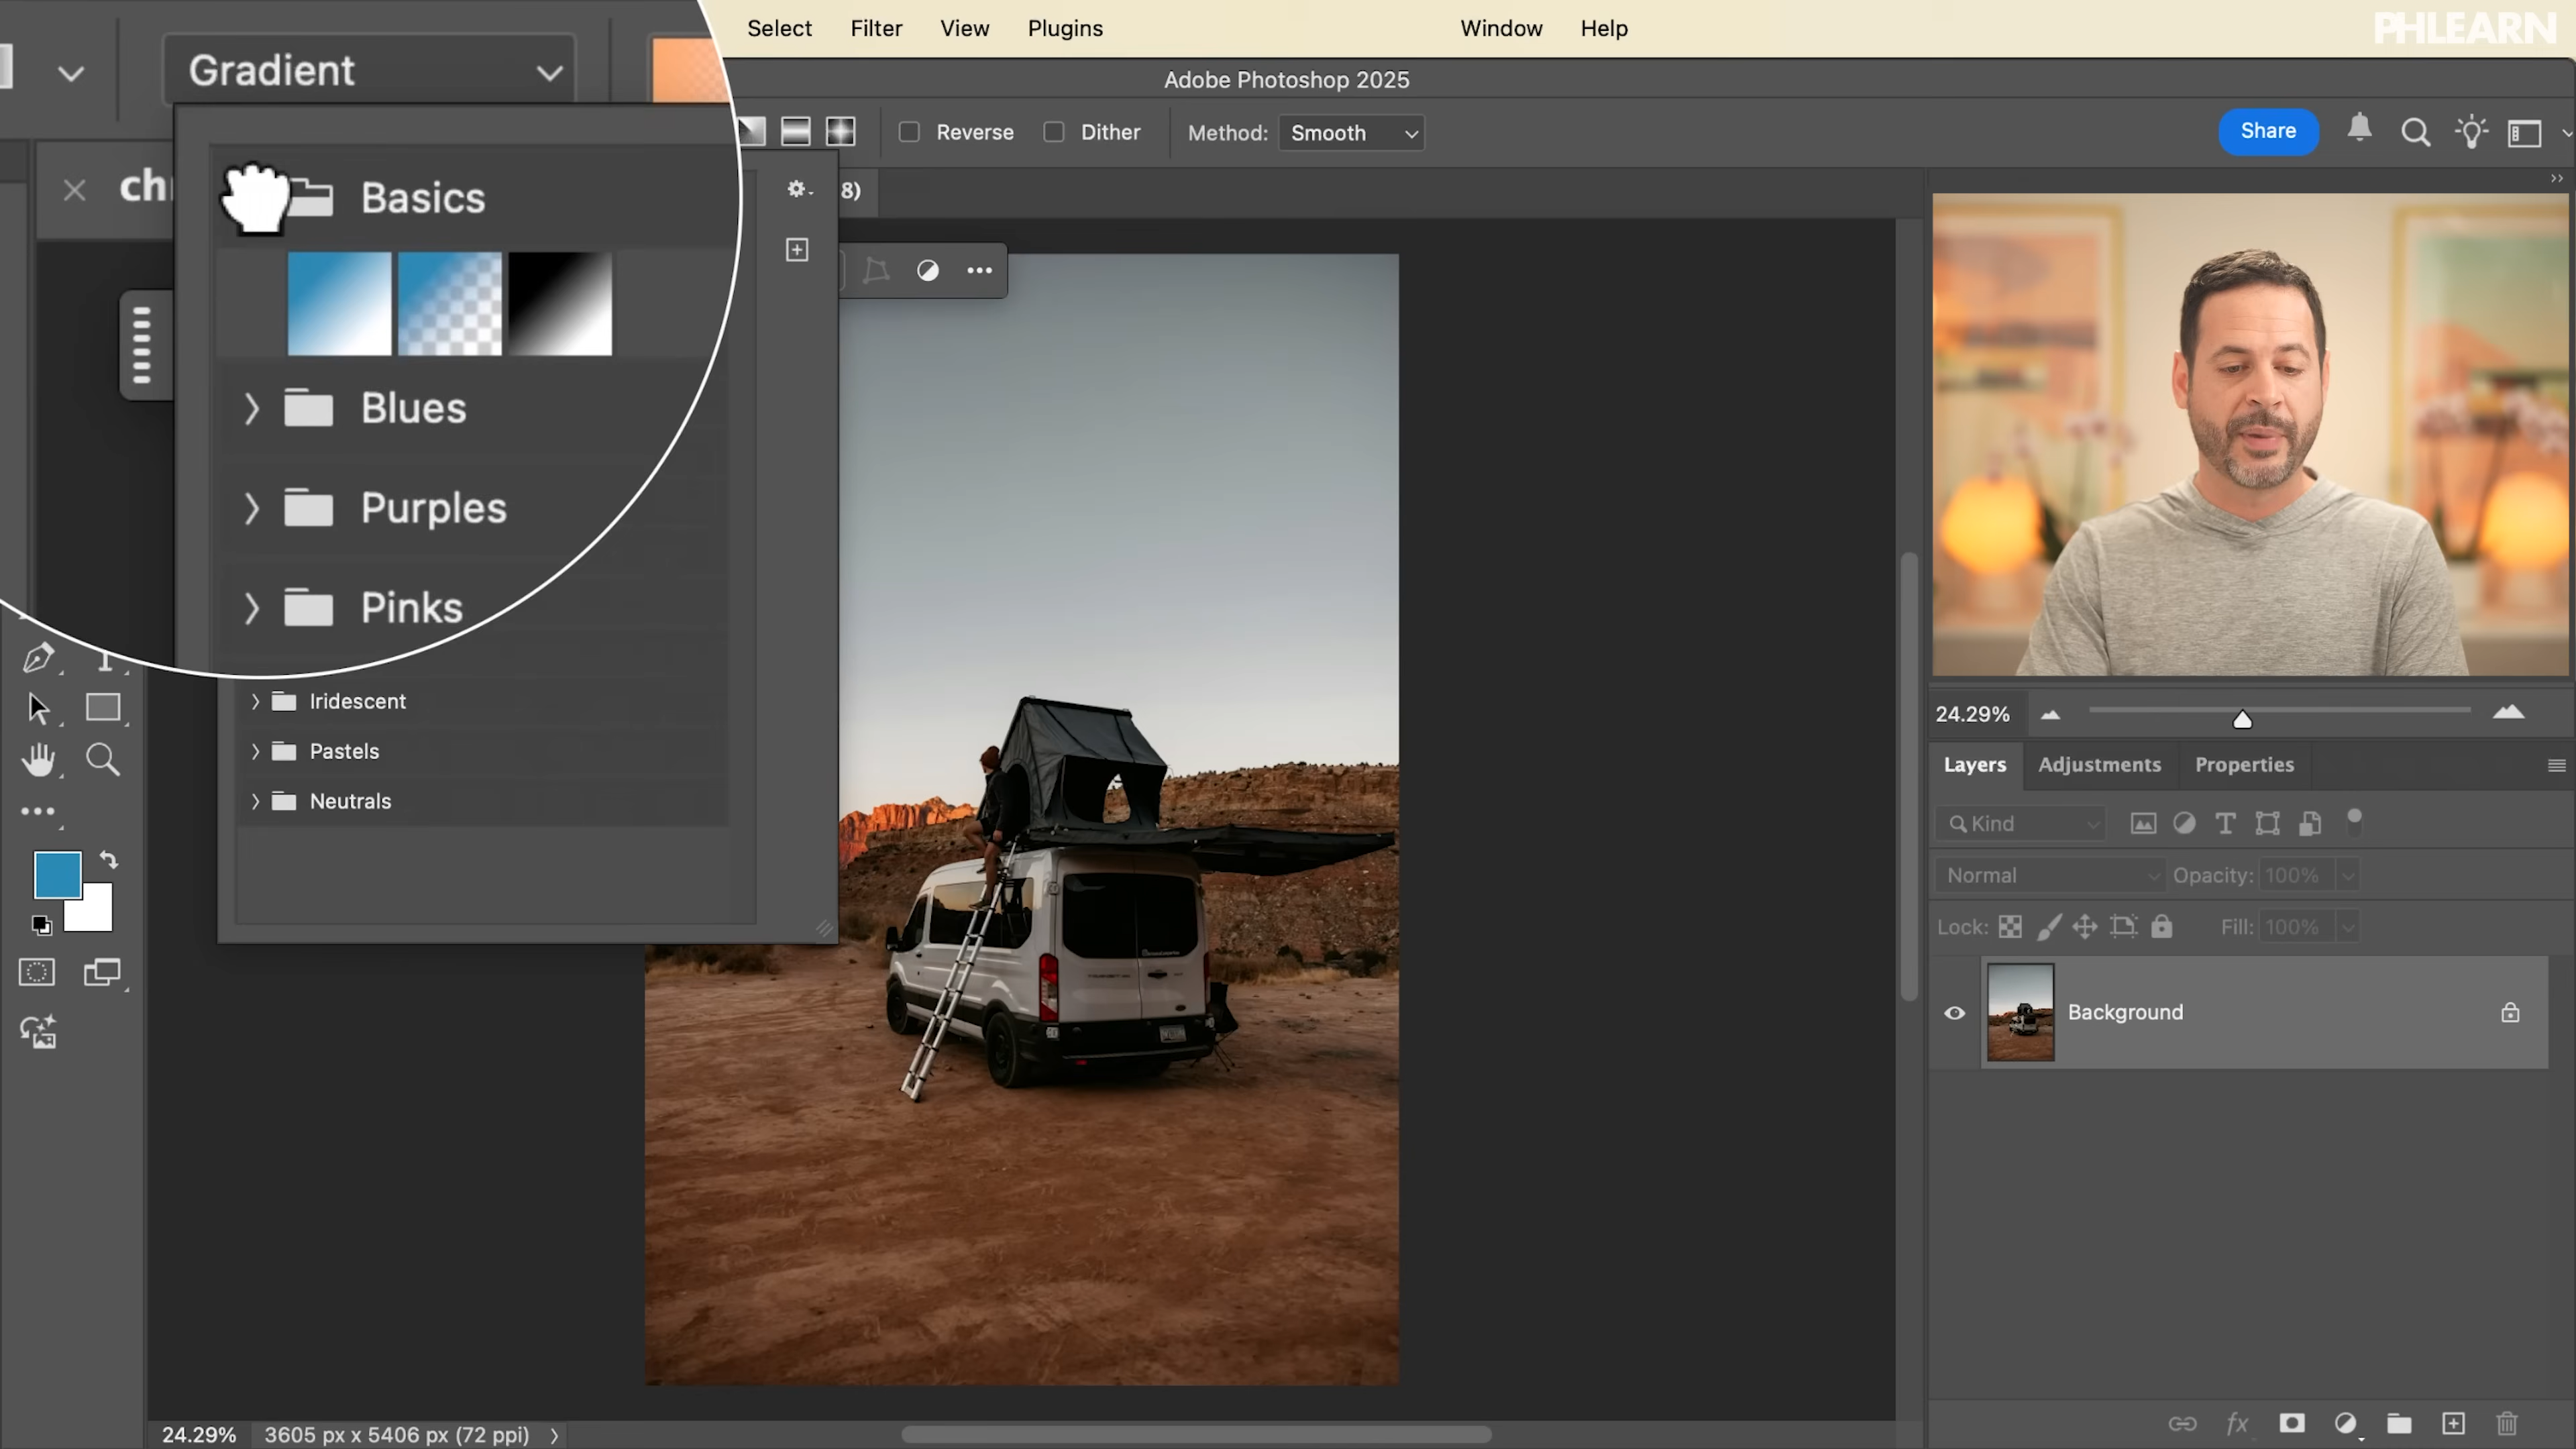 Select Filter View Plugins Window Help
PHLEARN
Gradient
Adobe Photoshop 2025
Reverse Dither Method: Smooth Share
8)
Basics
Blues
Purples
Pinks
Iridescent
Pastels
Neutrals
24.29%
Layers Adjustments Properties
Kind
Normal Opacity: 100%
Lock: Fill: 100%
Background
24.29% 3605 px x 5406 px (72 ppi)